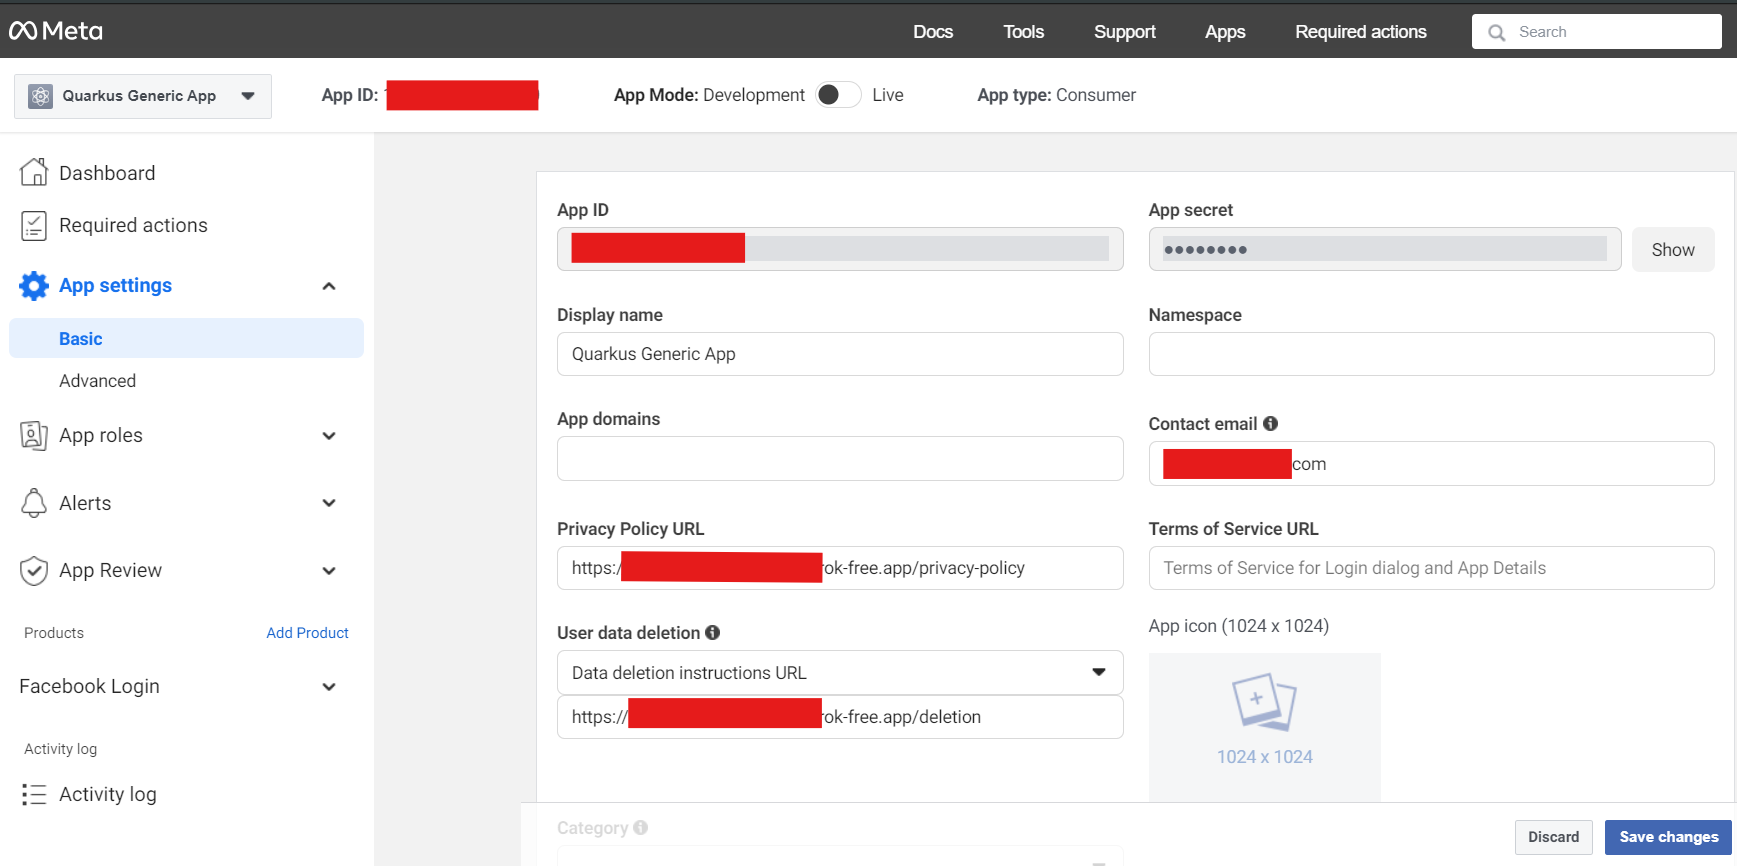 Meta
Docs Tools Support Apps Required actions Search
Quarkus Generic App App ID: App Mode: Development Live App type: Consumer
Dashboard
Required actions
App settings
Basic
Advanced
App roles
Alerts
App Review
Products Add Product
Facebook Login
Activity log
Activity log
App ID App secret
•••••••• Show
Display name Namespace
Quarkus Generic App
App domains Contact email
com
Privacy Policy URL Terms of Service URL
https:/ ok-free.app/privacy-policy Terms of Service for Login dialog and App Details
User data deletion App icon (1024 x 1024)
Data deletion instructions URL
https:// ok-free.app/deletion
1024 x 1024
Category
Discard Save changes